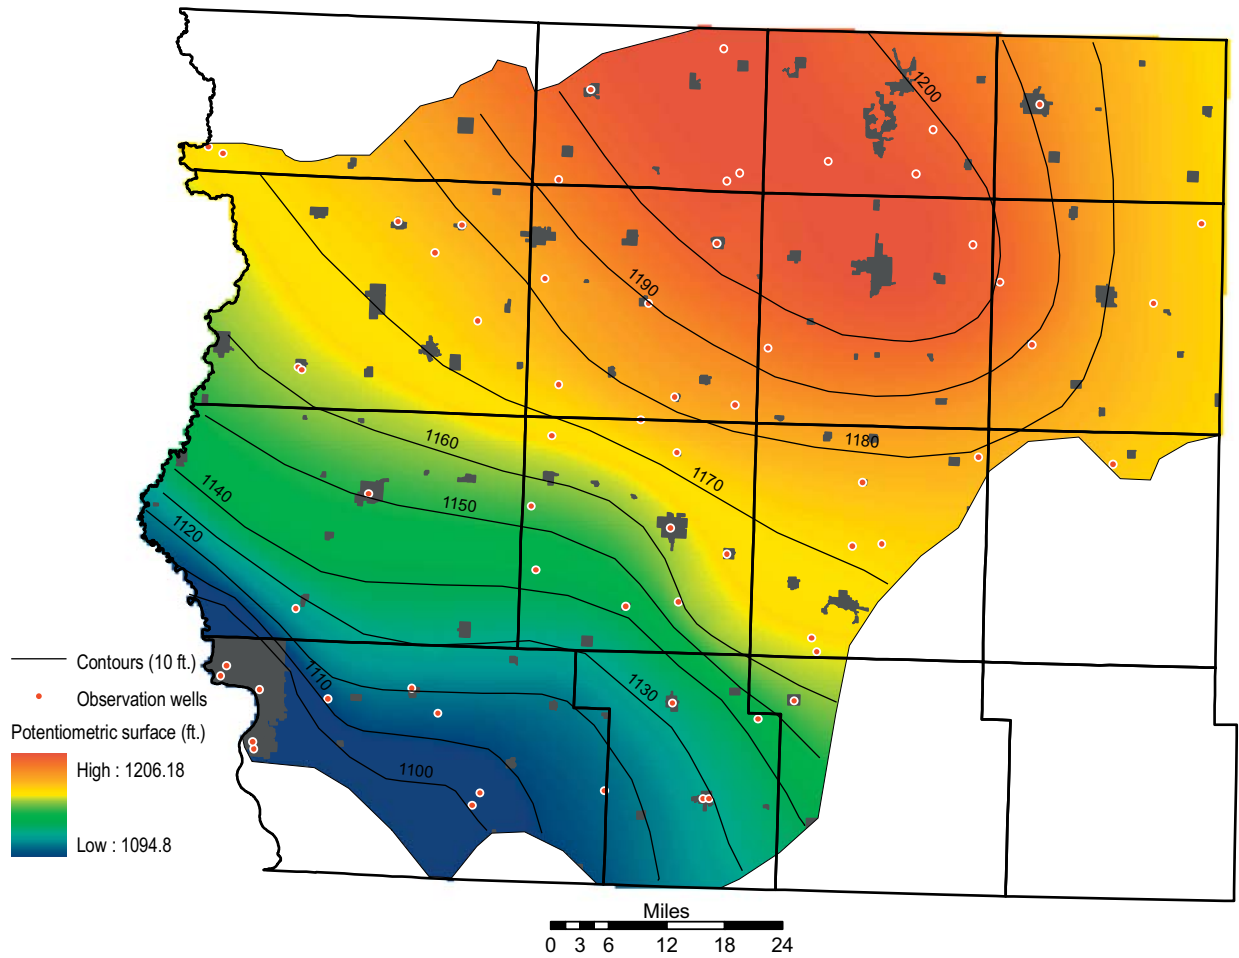 1200
1190
1180
1160
1170
1150
1140
1120
1110
1130
1100
Contours (10 ft.)
Observation wells
Potentiometric surface (ft.)
High : 1206.18
Low : 1094.8
Miles
0 3 6 12 18 24